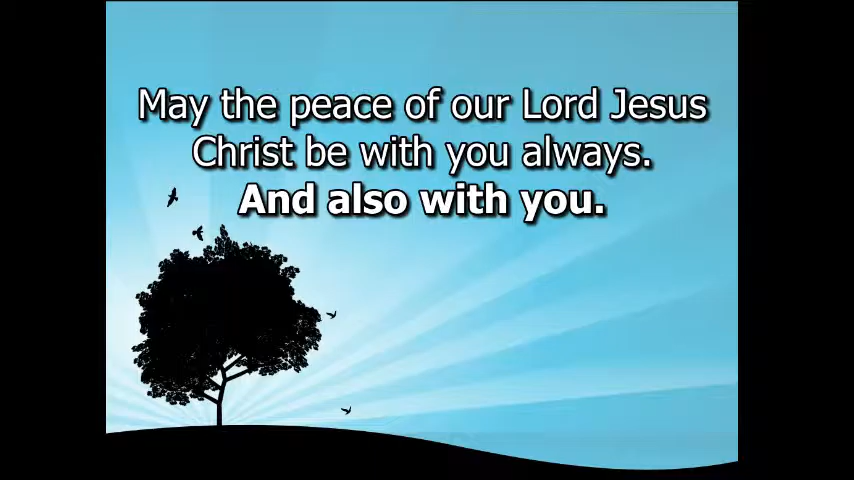 May the peace of our Lord Jesus
Christ be with you always.
And also with you.